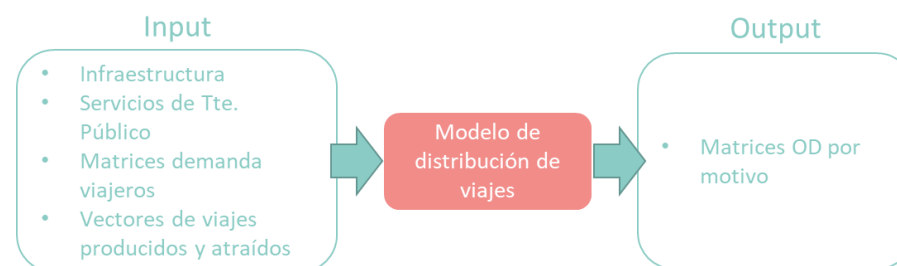 Input
• Infraestructura
• Servicios de Tte.
Público
• Matrices demanda
viajeros
• Vectores de viajes
producidos y atraídos
Modelo de
distribución de
viajes
Output
• Matrices OD por
motivo